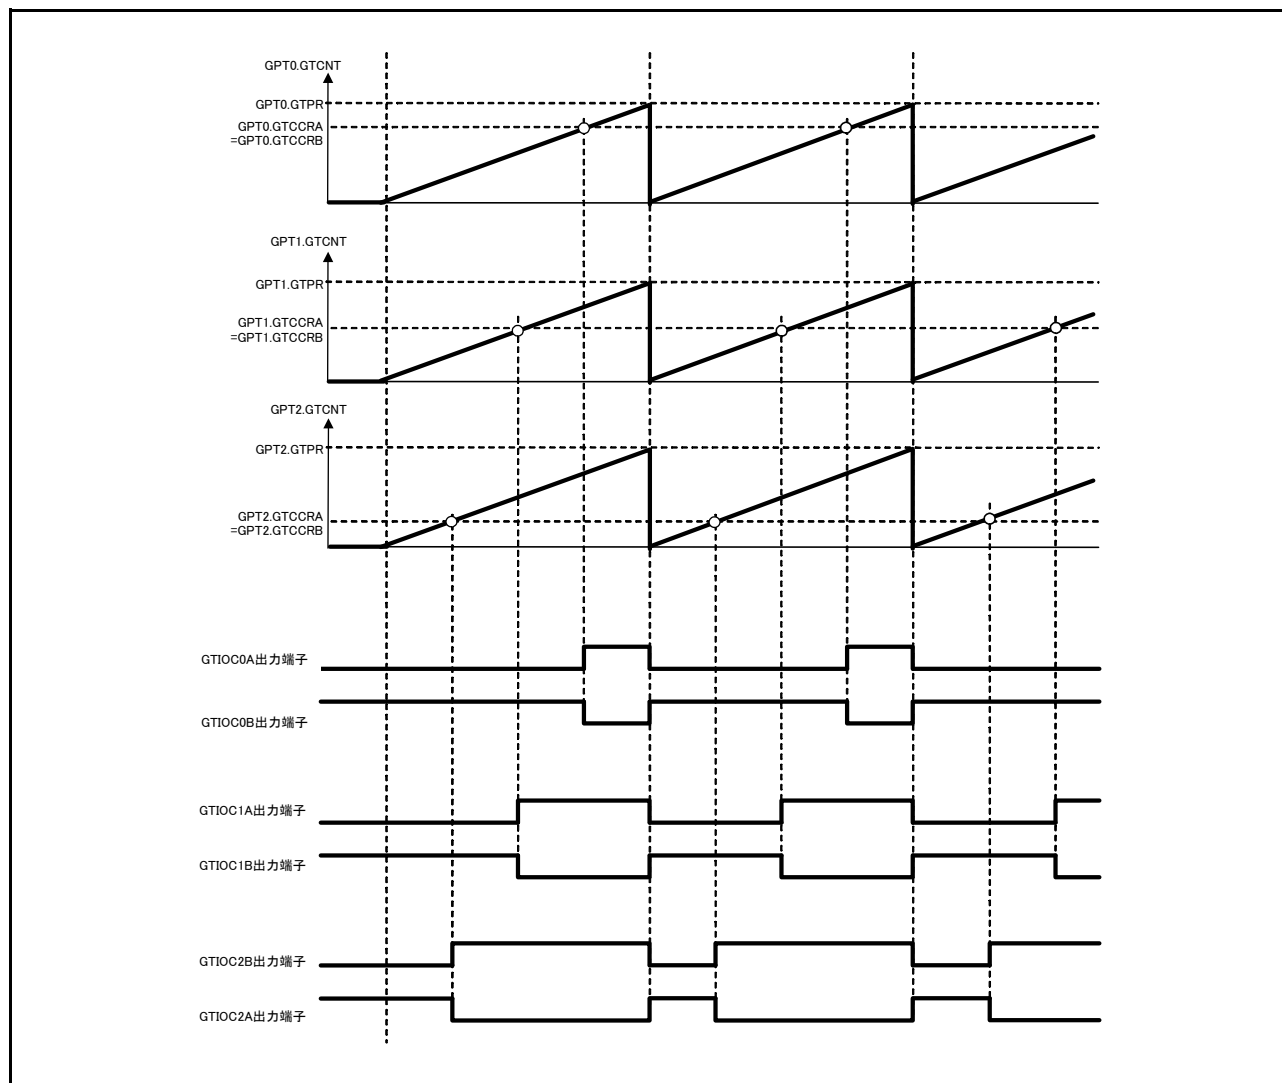 GPT0.GTCNT
GPT0.GTPR
GPT0.GTCCRA
=GPT0.GTCCRB
GPT1.GTCNT
GPT1.GTPR
GPT1.GTCCRA
=GPT1.GTCCRB
GPT2.GTCNT
GPT2.GTPR
GPT2.GTCCRA
=GPT2.GTCCRB
GTIOC0A出力端子
GTIOC0B出力端子
GTIOC1A出力端子
GTIOC1B出力端子
GTIOC2B出力端子
GTIOC2A出力端子